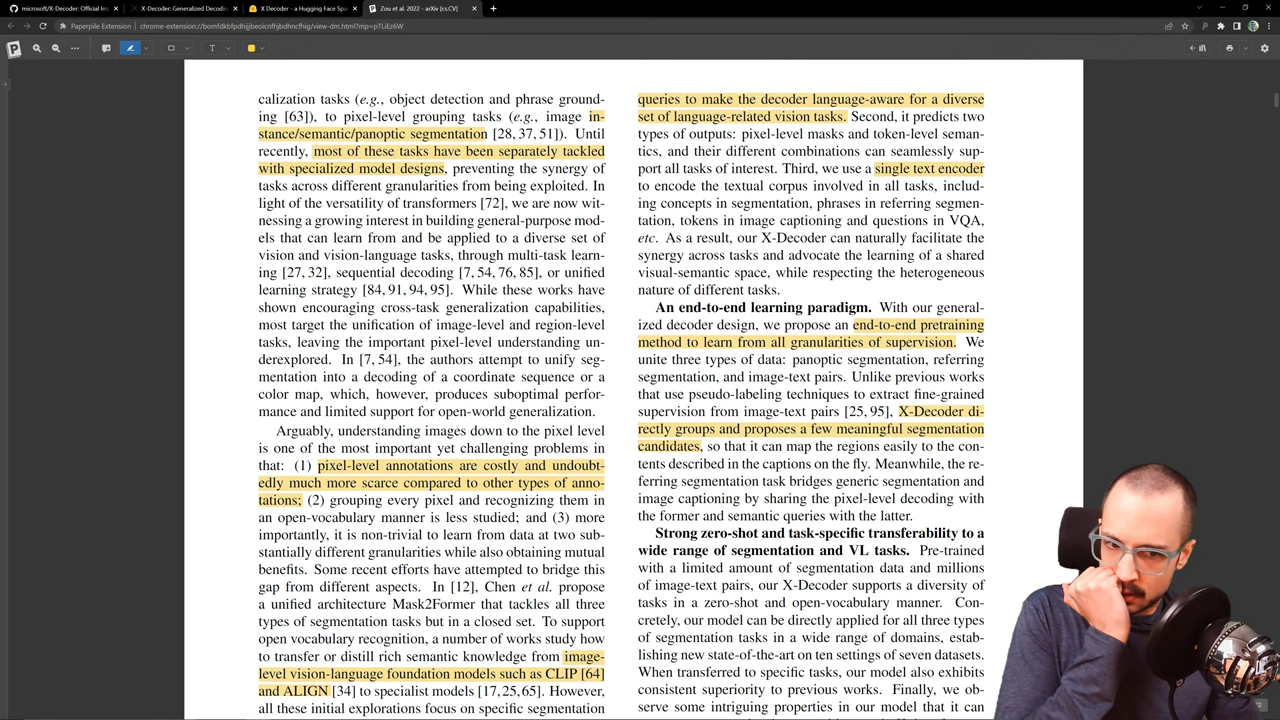 microsoft/X-Decoder: Official Im
X-Decoder: Generalized Decodin
X Decoder - a Hugging Face Spa
Zou et al. 2022 - arXiv [cs.CV]
Paperpile Extension
chrome-extension://bomfdkbfpdhjjbeoicnfhjbdhncfhig/view-dm.html?mp=pTLiEz6W
calization tasks (e.g., object detection and phrase ground-
ing [63]), to pixel-level grouping tasks (e.g., image in-
stance/semantic/panoptic segmentation [28, 37, 51]). Until
recently, most of these tasks have been separately tackled
with specialized model designs, preventing the synergy of
tasks across different granularities from being exploited. In
light of the versatility of transformers [72], we are now wit-
nessing a growing interest in building general-purpose mod-
els that can learn from and be applied to a diverse set of
vision and vision-language tasks, through multi-task learn-
ing [27, 32], sequential decoding [7, 54, 76, 85], or unified
learning strategy [84, 91, 94, 95]. While these works have
shown encouraging cross-task generalization capabilities,
most target the unification of image-level and region-level
tasks, leaving the important pixel-level understanding un-
derexplored. In [7, 54], the authors attempt to unify seg-
mentation into a decoding of a coordinate sequence or a
color map, which, however, produces suboptimal perfor-
mance and limited support for open-world generalization.
Arguably, understanding images down to the pixel level
is one of the most important yet challenging problems in
that: (1) pixel-level annotations are costly and undoubt-
edly much more scarce compared to other types of anno-
tations; (2) grouping every pixel and recognizing them in
an open-vocabulary manner is less studied; and (3) more
importantly, it is non-trivial to learn from data at two sub-
stantially different granularities while also obtaining mutual
benefits. Some recent efforts have attempted to bridge this
gap from different aspects. In [12], Chen et al. propose
a unified architecture Mask2Former that tackles all three
types of segmentation tasks but in a closed set. To support
open vocabulary recognition, a number of works study how
to transfer or distill rich semantic knowledge from image-
level vision-language foundation models such as CLIP [64]
and ALIGN [34] to specialist models [17,25,65]. However,
all these initial explorations focus on specific segmentation
queries to make the decoder language-aware for a diverse
set of language-related vision tasks. Second, it predicts two
types of outputs: pixel-level masks and token-level seman-
tics, and their different combinations can seamlessly sup-
port all tasks of interest. Third, we use a single text encoder
to encode the textual corpus involved in all tasks, includ-
ing concepts in segmentation, phrases in referring segmen-
tation, tokens in image captioning and questions in VQA,
etc. As a result, our X-Decoder can naturally facilitate the
synergy across tasks and advocate the learning of a shared
visual-semantic space, while respecting the heterogeneous
nature of different tasks.
An end-to-end learning paradigm. With our general-
ized decoder design, we propose an end-to-end pretraining
method to learn from all granularities of supervision. We
unite three types of data: panoptic segmentation, referring
segmentation, and image-text pairs. Unlike previous works
that use pseudo-labeling techniques to extract fine-grained
supervision from image-text pairs [25, 95], X-Decoder di-
rectly groups and proposes a few meaningful segmentation
candidates, so that it can map the regions easily to the con-
tents described in the captions on the fly. Meanwhile, the re-
ferring segmentation task bridges generic segmentation and
image captioning by sharing the pixel-level decoding with
the former and semantic queries with the latter.
Strong zero-shot and task-specific transferability to a
wide range of segmentation and VL tasks. Pre-trained
with a limited amount of segmentation data and millions
of image-text pairs, our X-Decoder supports a diversity of
tasks in a zero-shot and open-vocabulary manner. Con-
cretely, our model can be directly applied for all three types
of segmentation tasks in a wide range of domains, estab-
lishing new state-of-the-art on ten settings of seven datasets.
When transferred to specific tasks, our model also exhibits
consistent superiority to previous works. Finally, we ob-
serve some intriguing properties in our model that it can